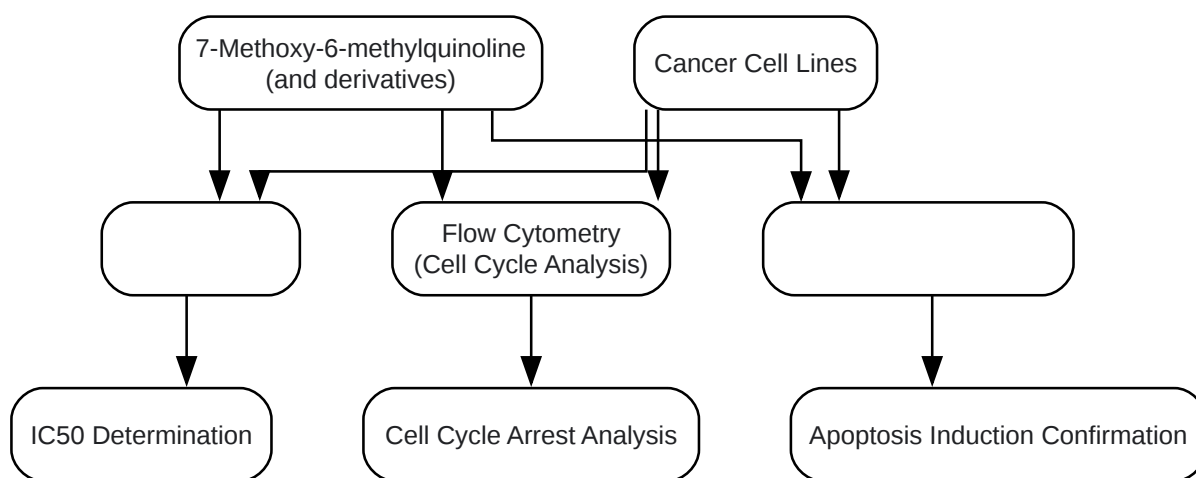 7-Methoxy-6-methylquinoline
(and derivatives)
Cancer Cell Lines
Flow Cytometry
(Cell Cycle Analysis)
IC50 Determination
Cell Cycle Arrest Analysis
Apoptosis Induction Confirmation